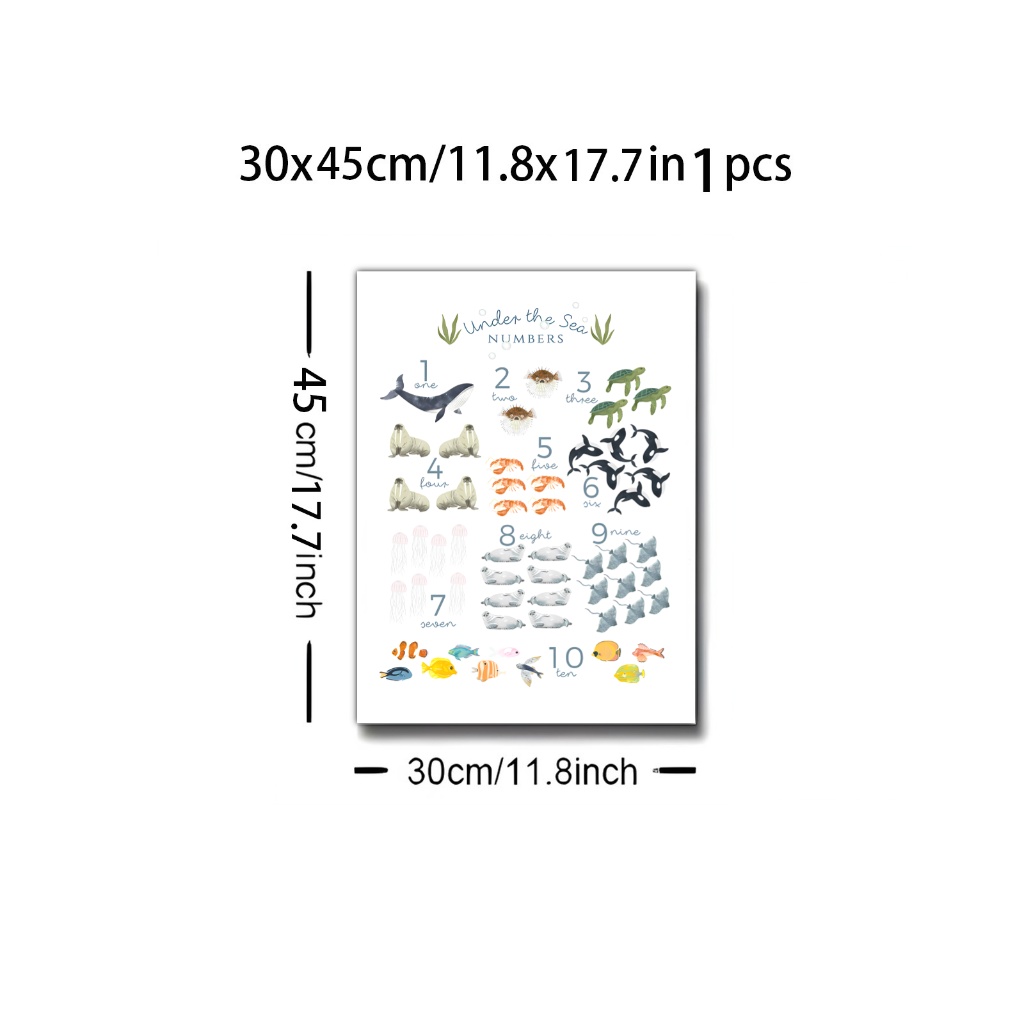 30x45cm/11.8x17.7in 1 pcs
45 cm/17.7inch
Under the Sea
NUMBERS
1
one
2
two
3
three
4
four
5
five
6
six
7
seven
8 eight
9 nine
10
ten
30cm/11.8inch